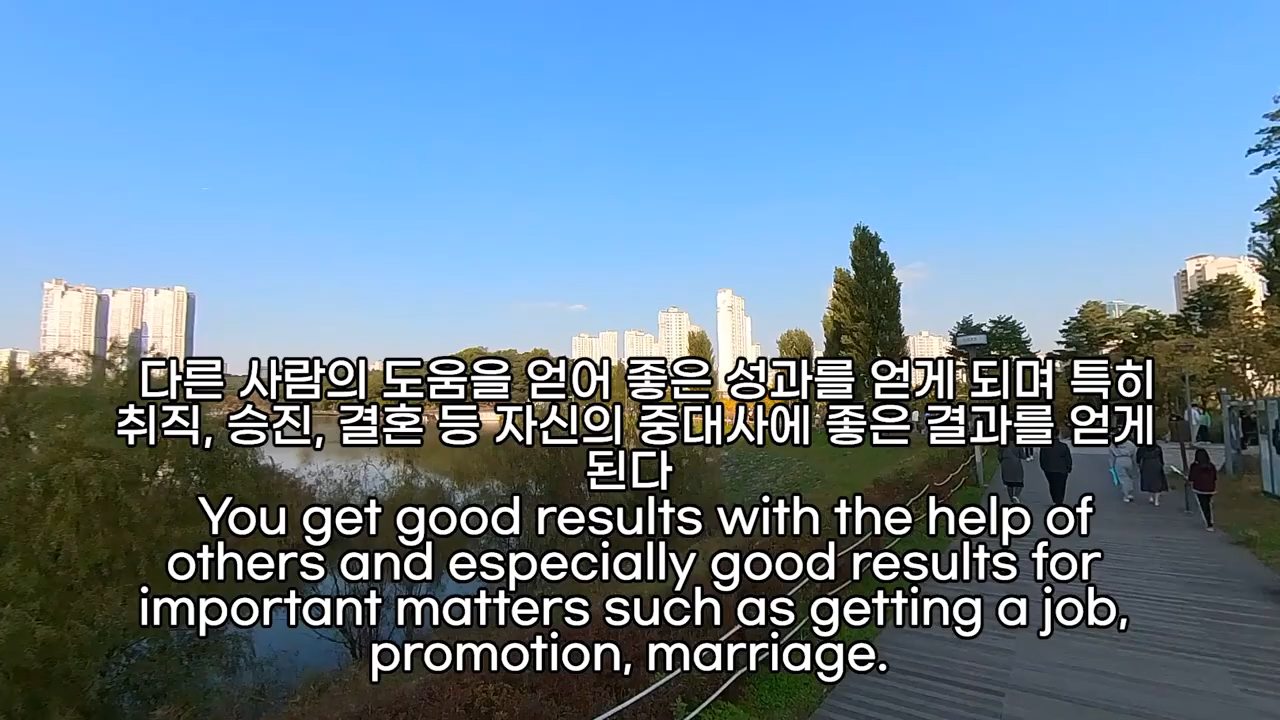 다른 사람의 도움을 얻어 좋은 성과를 얻게 되며 특히
취직, 승진, 결혼 등 자신의 중대사에 좋은 결과를 얻게
된다
You get good results with the help of
others and especially good results for
important matters such as getting a job,
promotion, marriage.